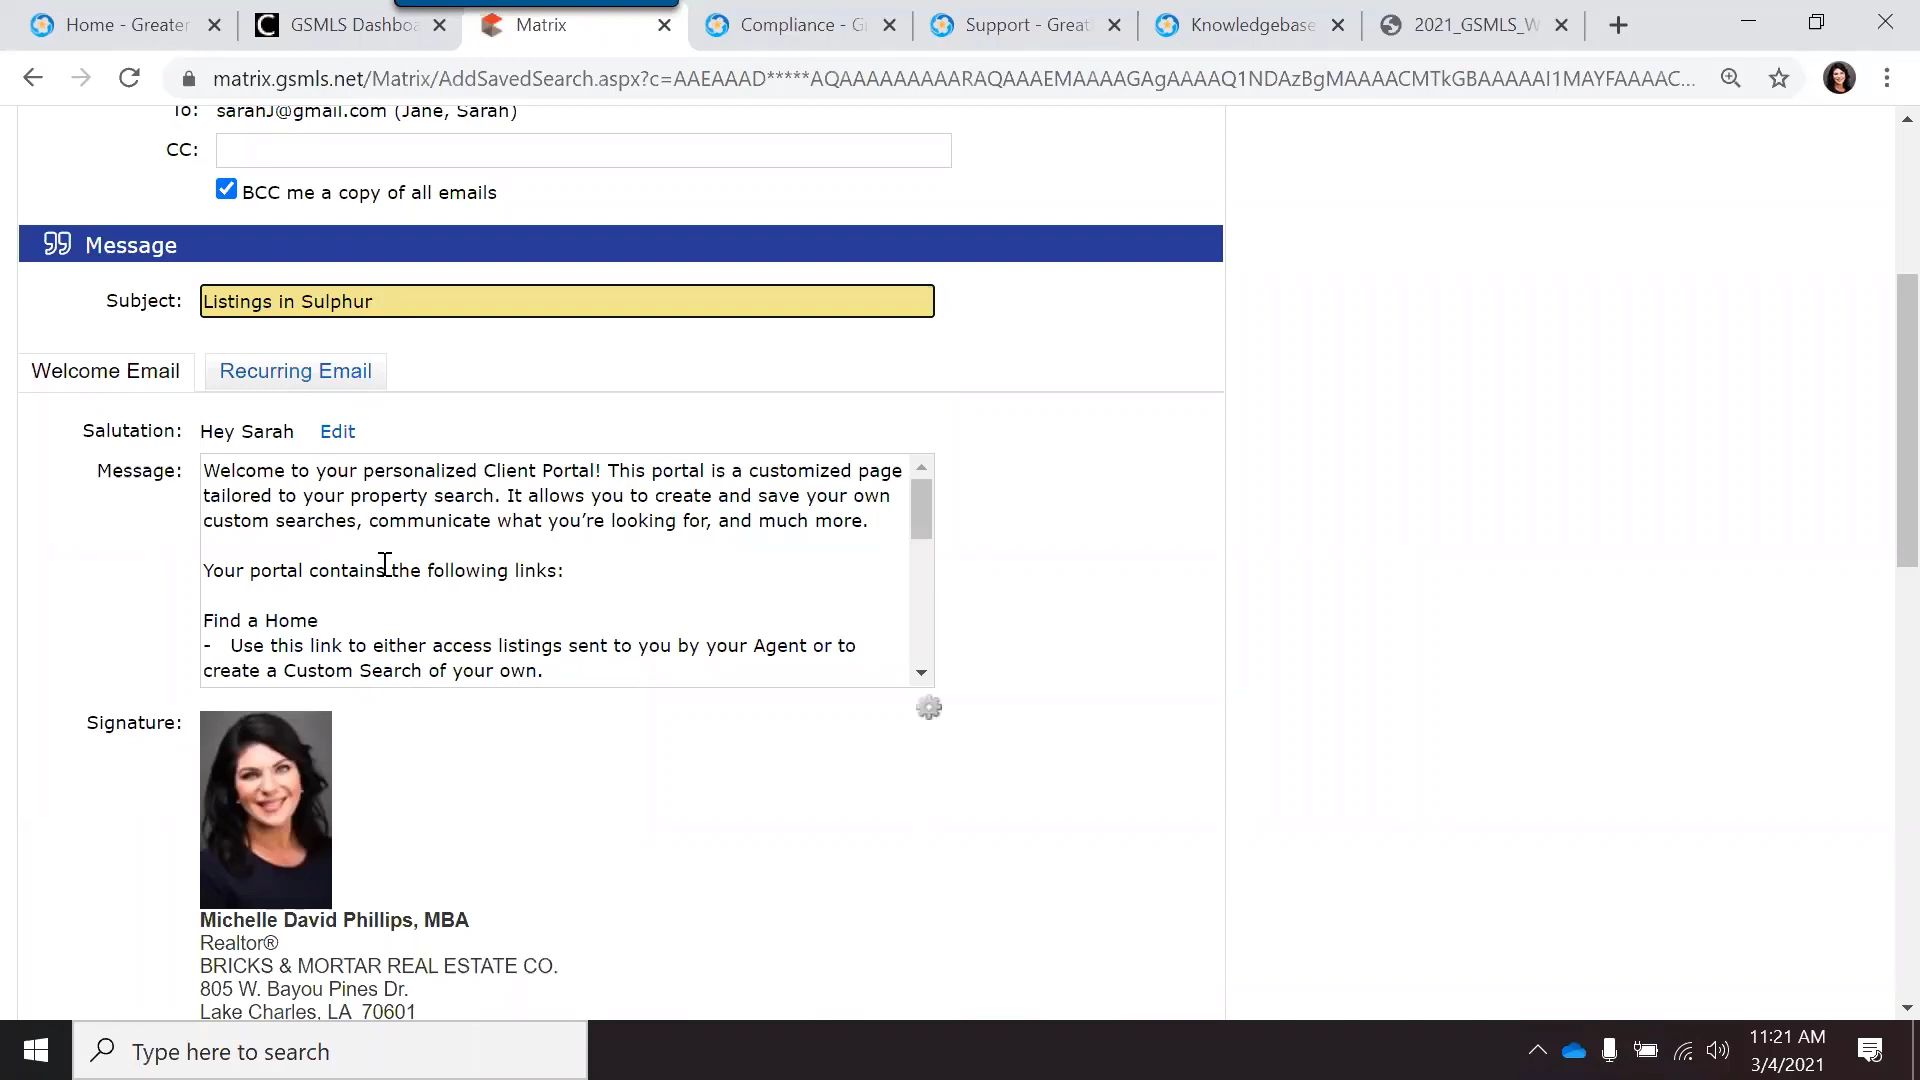 Home - Greater
GSMLS Dashboa
Matrix
Compliance - G
Support - Great
Knowledgebase
2021_GSMLS_W
matrix.gsmls.net/Matrix/AddSavedSearch.aspx?c=AAEAAAD*****AQAAAAAAAAARAQAAAEMAAAAGAgAAAAQ1NDAzBgMAAAACMTkGBAAAAAI1MAYFAAAAC...
To: sarahJ@gmail.com (Jane, Sarah)
CC:
BCC me a copy of all emails
Message
Subject: Listings in Sulphur
Welcome Email Recurring Email
Salutation: Hey Sarah Edit
Message: Welcome to your personalized Client Portal! This portal is a customized page
tailored to your property search. It allows you to create and save your own
custom searches, communicate what you’re looking for, and much more.
Your portal contains the following links:
Find a Home
- Use this link to either access listings sent to you by your Agent or to
create a Custom Search of your own.
Signature:
Michelle David Phillips, MBA
Realtor®
BRICKS & MORTAR REAL ESTATE CO.
805 W. Bayou Pines Dr.
Lake Charles, LA 70601
Type here to search
11:21 AM
3/4/2021